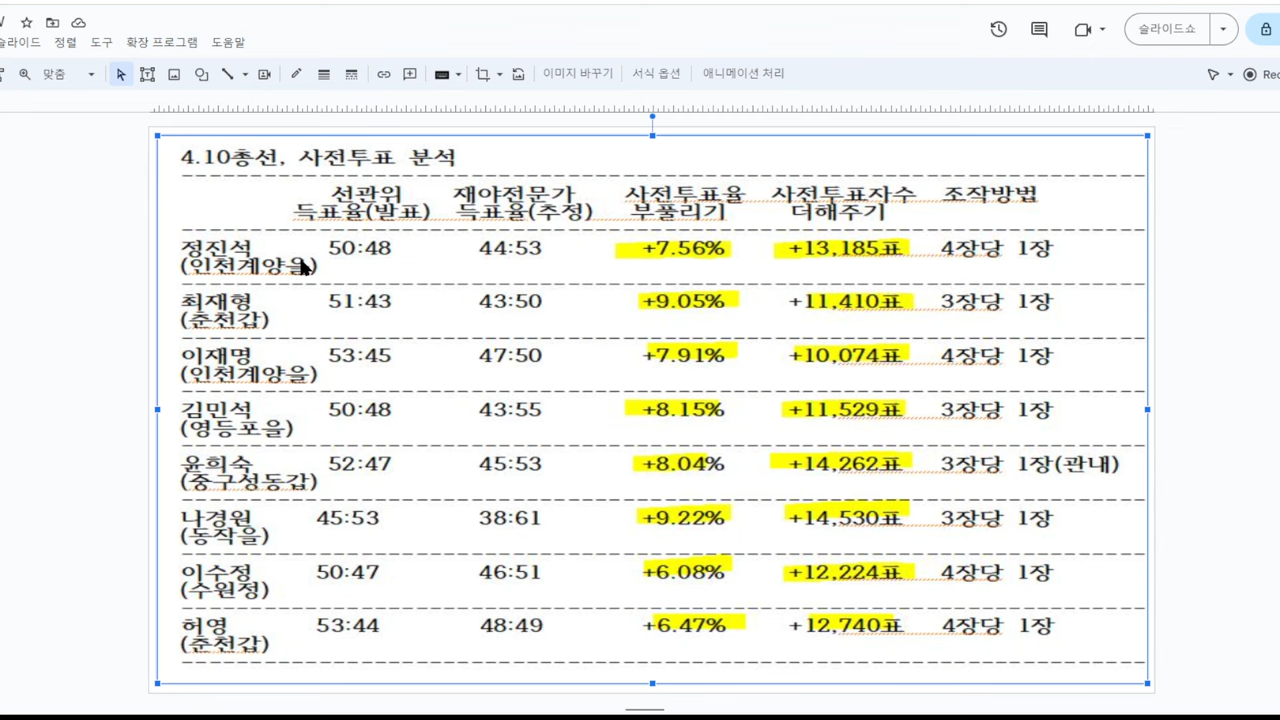 슬라이드 정렬 도구 확장 프로그램 도움말
슬라이드쇼
맞춤 이미지 바꾸기 서식 옵션 애니메이션 처리 Rec
4.10총선, 사전투표 분석
선관위 재야전문가 사전투표율 사전투표자수 조작방법
득표율(발표) 득표율(추정) 부풀리기 더해주기
정진석 50:48 44:53 +7.56% +13,185표 4장당 1장
(인천계양을)
최재형 51:43 43:50 +9.05% +11,410표 3장당 1장
(춘천갑)
이재명 53:45 47:50 +7.91% +10,074표 4장당 1장
(인천계양을)
김민석 50:48 43:55 +8.15% +11,529표 3장당 1장
(영등포을)
윤희숙 52:47 45:53 +8.04% +14,262표 3장당 1장(관내)
(중구성동갑)
나경원 45:53 38:61 +9.22% +14,530표 3장당 1장
(동작을)
이수정 50:47 46:51 +6.08% +12,224표 4장당 1장
(수원정)
허영 53:44 48:49 +6.47% +12,740표 4장당 1장
(춘천갑)